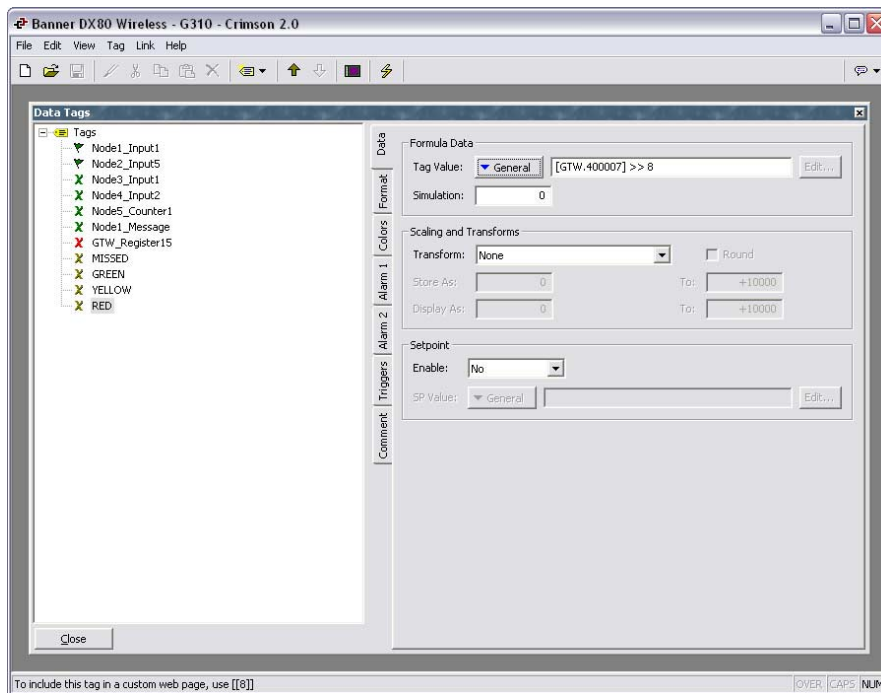 Banner DX80 Wireless - G310 - Crimson 2.0
File Edit View Tag Link Help
Data Tags
Tags
Node1_Input1
Node2_Input5
Node3_Input1
Node4_Input2
Node5_Counter1
Node1_Message
GTW_Register15
MISSED
GREEN
YELLOW
RED
Close
Data
Format
Colors
Alarm 1
Alarm 2
Triggers
Comment
Formula Data
Tag Value: General [GTW.400007] >> 8 Edit...
Simulation: 0
Scaling and Transforms
Transform: None Round
Store As: 0 To: +10000
Display As: 0 To: +10000
Setpoint
Enable: No
SP Value: General Edit...
To include this tag in a custom web page, use [[8]] OVER CAPS NUM